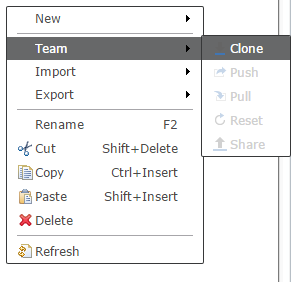 New
Team
Import
Export
Rename F2
Cut Shift+Delete
Copy Ctrl+Insert
Paste Shift+Insert
Delete
Refresh
Clone
Push
Pull
Reset
Share